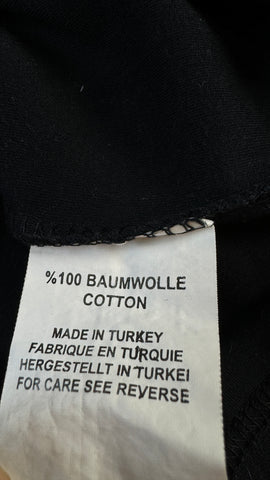 %100 BAUMWOLLE
COTTON
MADE IN TURKEY
FABRIQUE EN TURQUIE
HERGESTELLT IN TURKEI
FOR CARE SEE REVERSE